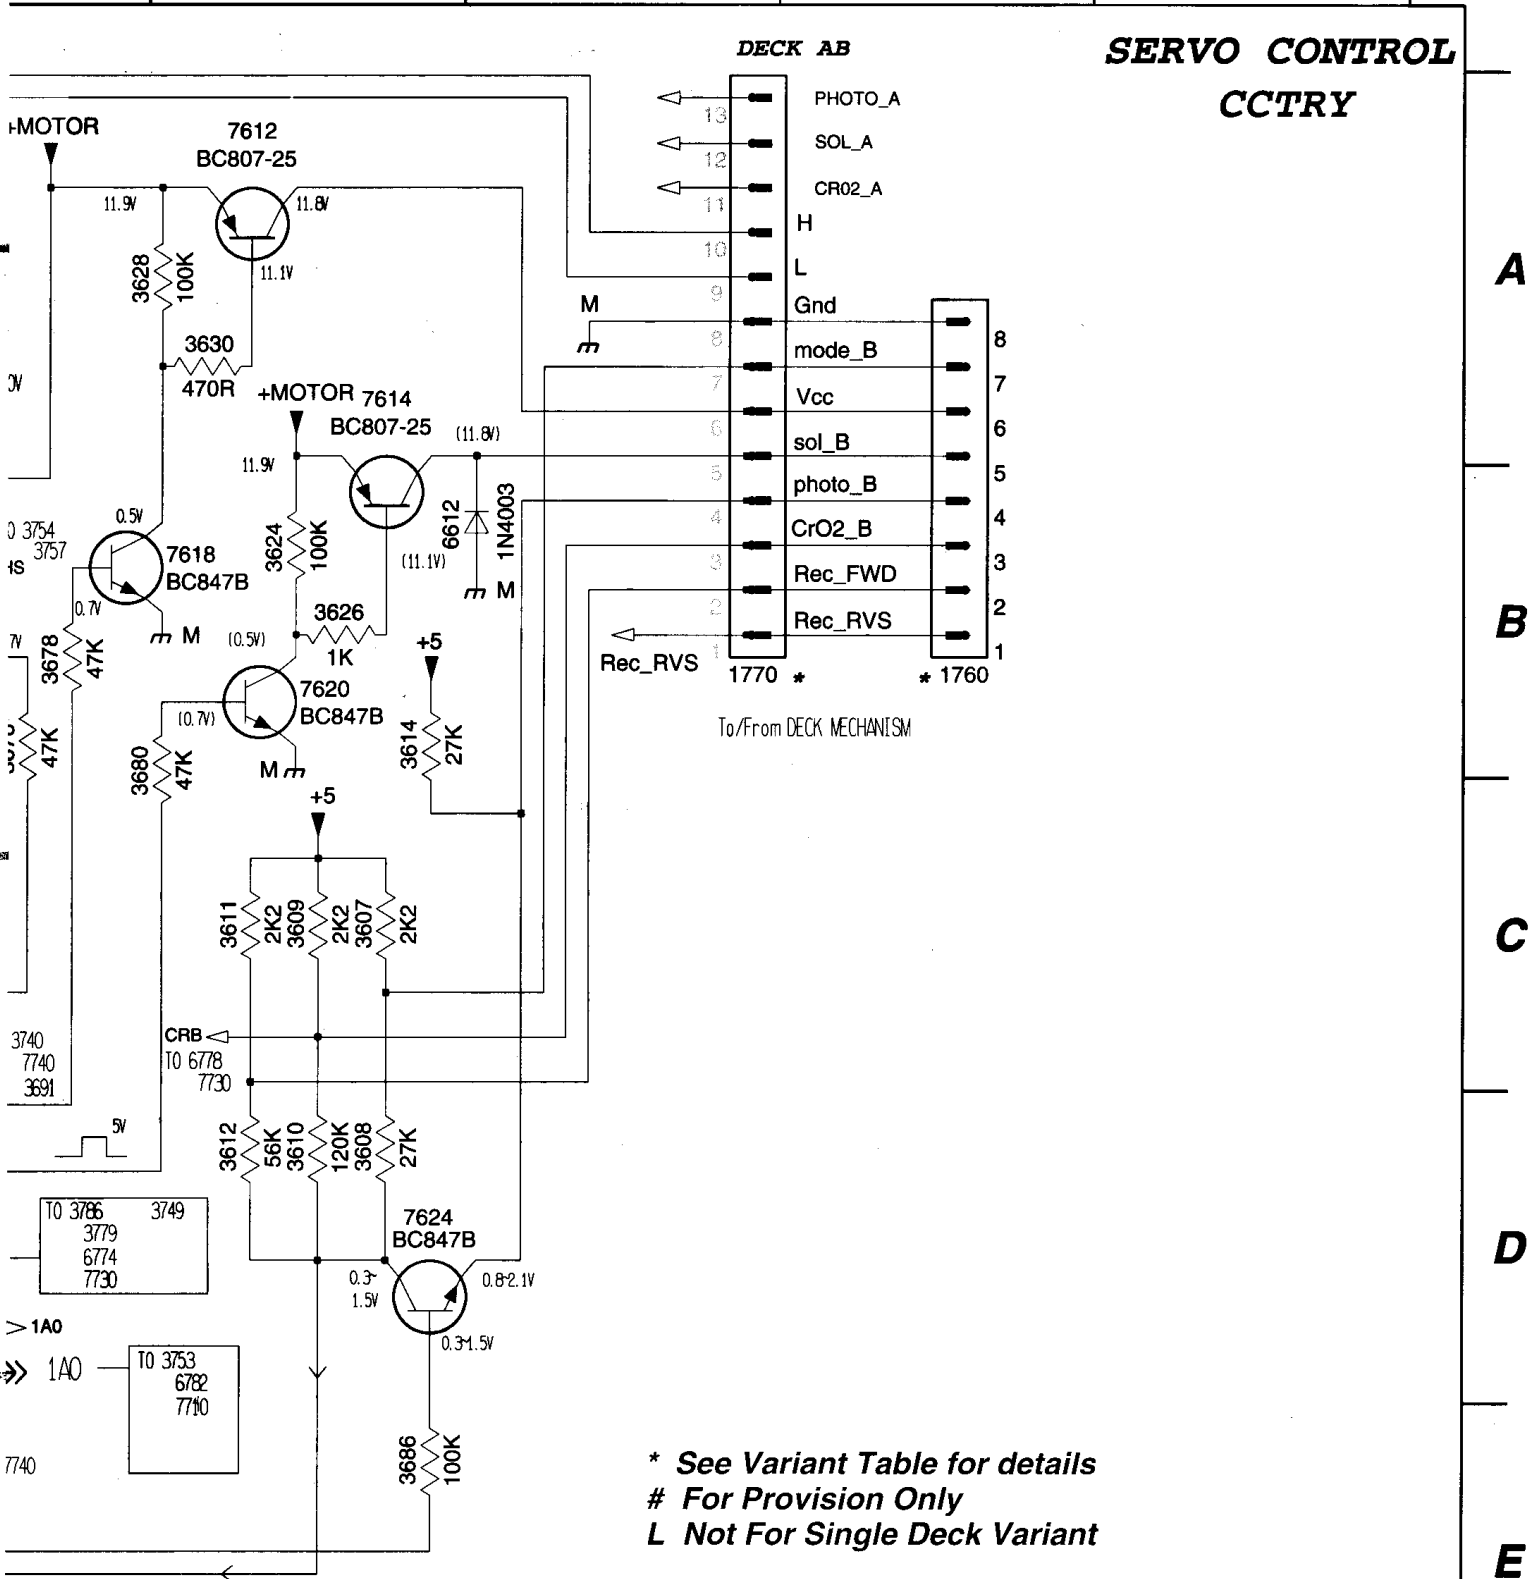 DECK AB
SERVO CONTROL
CCTRY
PHOTO_A
13
SOL_A
12
CR02_A
11
H
10
L
9
Gnd
8
8
mode_B
7
7
Vcc
6
6
sol_B
5
5
photo_B
4
4
CrO2_B
3
3
Rec_FWD
2
2
Rec_RVS
1
1
Rec_RVS
1770 *
* 1760
To/From DECK MECHANISM
+MOTOR
7612
BC807-25
11.9V
11.8V
11.1V
3628
100K
3630
470R
M
+MOTOR
7614
BC807-25
(11.8V)
11.9V
(11.1V)
3624
100K
6612
1N4003
M
0.5V
3754
3757
7618
BC847B
0.7V
M
3678
47K
47K
(0.5V)
3626
1K
+5
7620
BC847B
(0.7V)
M
3680
47K
3614
27K
+5
3611
2K2
3609
2K2
3607
2K2
CRB
TO 6778
7730
3740
7740
3691
5V
3612
56K
3610
120K
3608
27K
TO 3786 3749
3779
6774
7730
7624
BC847B
0.3~
1.5V
0.8~2.1V
0.3~1.5V
1A0
1A0
TO 3753
6782
7710
7740
3686
100K
* See Variant Table for details
# For Provision Only
L Not For Single Deck Variant
A
B
C
D
E